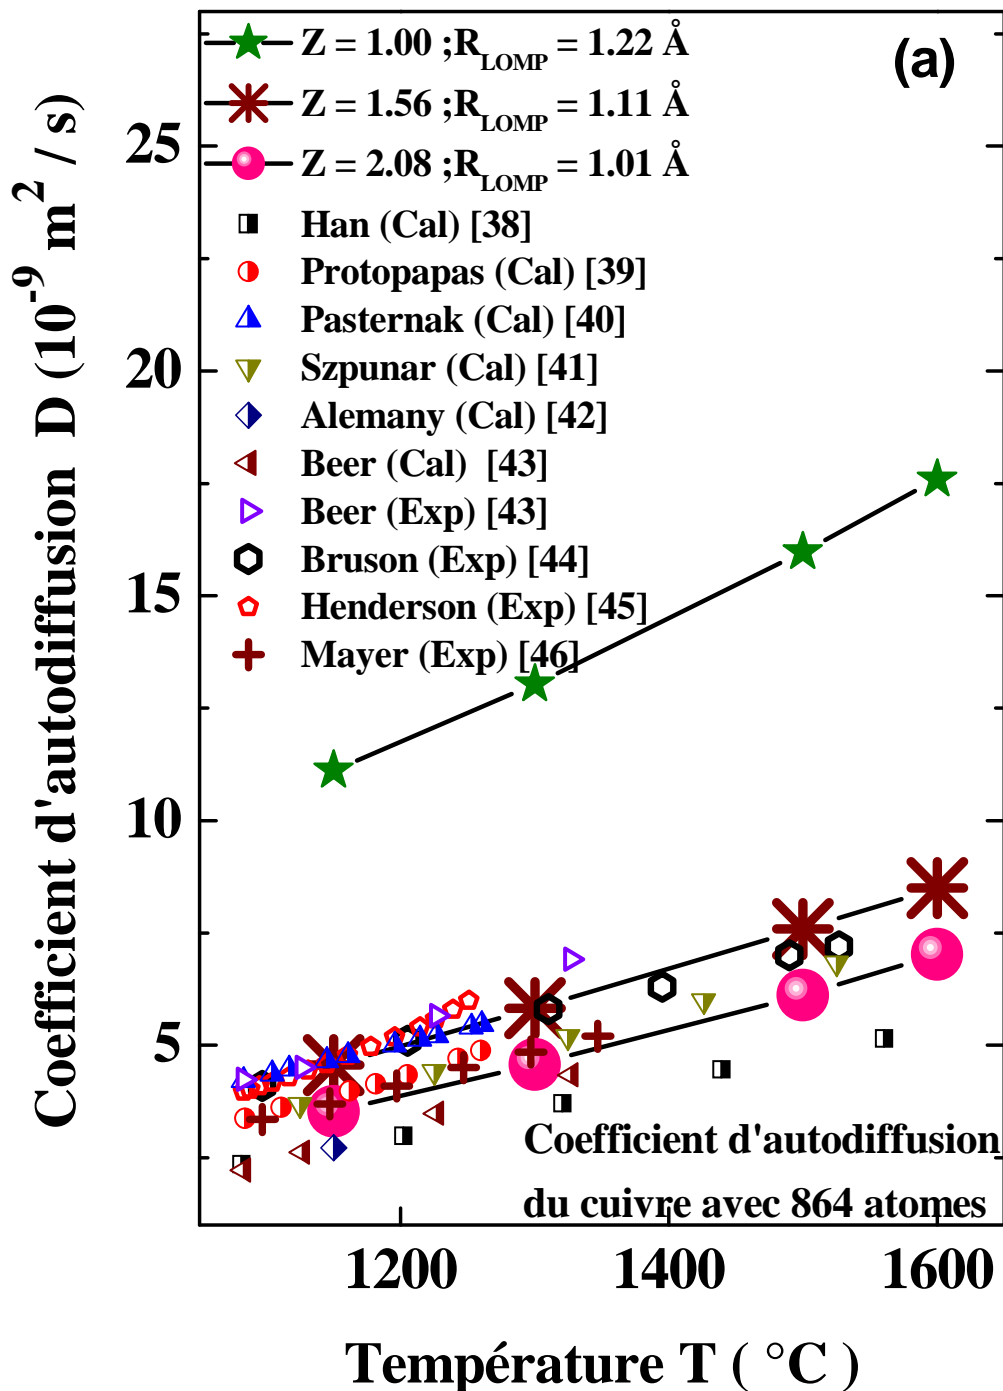 (a)
Z = 1.00 ;R_LOMP = 1.22 Å
Z = 1.56 ;R_LOMP = 1.11 Å
Z = 2.08 ;R_LOMP = 1.01 Å
Han (Cal) [38]
Protopapas (Cal) [39]
Pasternak (Cal) [40]
Szpunar (Cal) [41]
Alemany (Cal) [42]
Beer (Cal) [43]
Beer (Exp) [43]
Bruson (Exp) [44]
Henderson (Exp) [45]
Mayer (Exp) [46]
Coefficient d'autodiffusion D (10⁻⁹ m² / s)
25
20
15
10
5
Coefficient d'autodiffusion
du cuivre avec 864 atomes
1200 1400 1600
Température T ( °C )